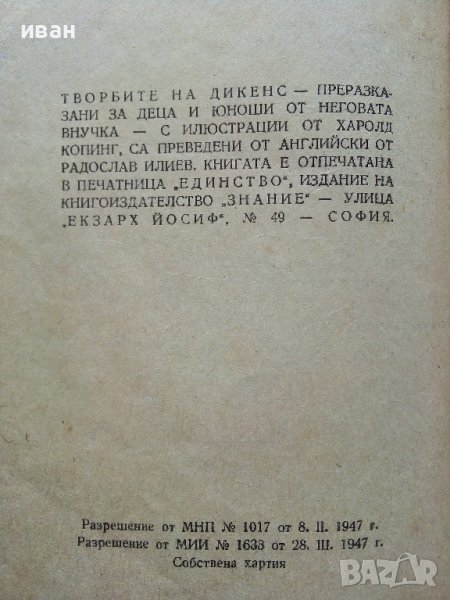 иван
ТВОРБИТЕ НА ДИКЕНС — ПРЕРАЗКА-
ЗАНИ ЗА ДЕЦА И ЮНОШИ ОТ НЕГОВАТА
ВНУЧКА — С ИЛЮСТРАЦИИ ОТ ХАРОЛД
КОПИНГ, СА ПРЕВЕДЕНИ ОТ АНГЛИЙСКИ ОТ
РАДОСЛАВ ИЛИЕВ. КНИГАТА Е ОТПЕЧАТАНА
В ПЕЧАТНИЦА „ЕДИНСТВО“, ИЗДАНИЕ НА
КНИГОИЗДАТЕЛСТВО „ЗНАНИЕ“ — УЛИЦА
„ЕКЗАРХ ЙОСИФ“, № 49 — СОФИЯ.
Разрешение от МНП № 1017 от 8. II. 1947 г.
Разрешение от МИИ № 1633 от 28. III. 1947 г.
Собствена хартия
BAZAR.bg